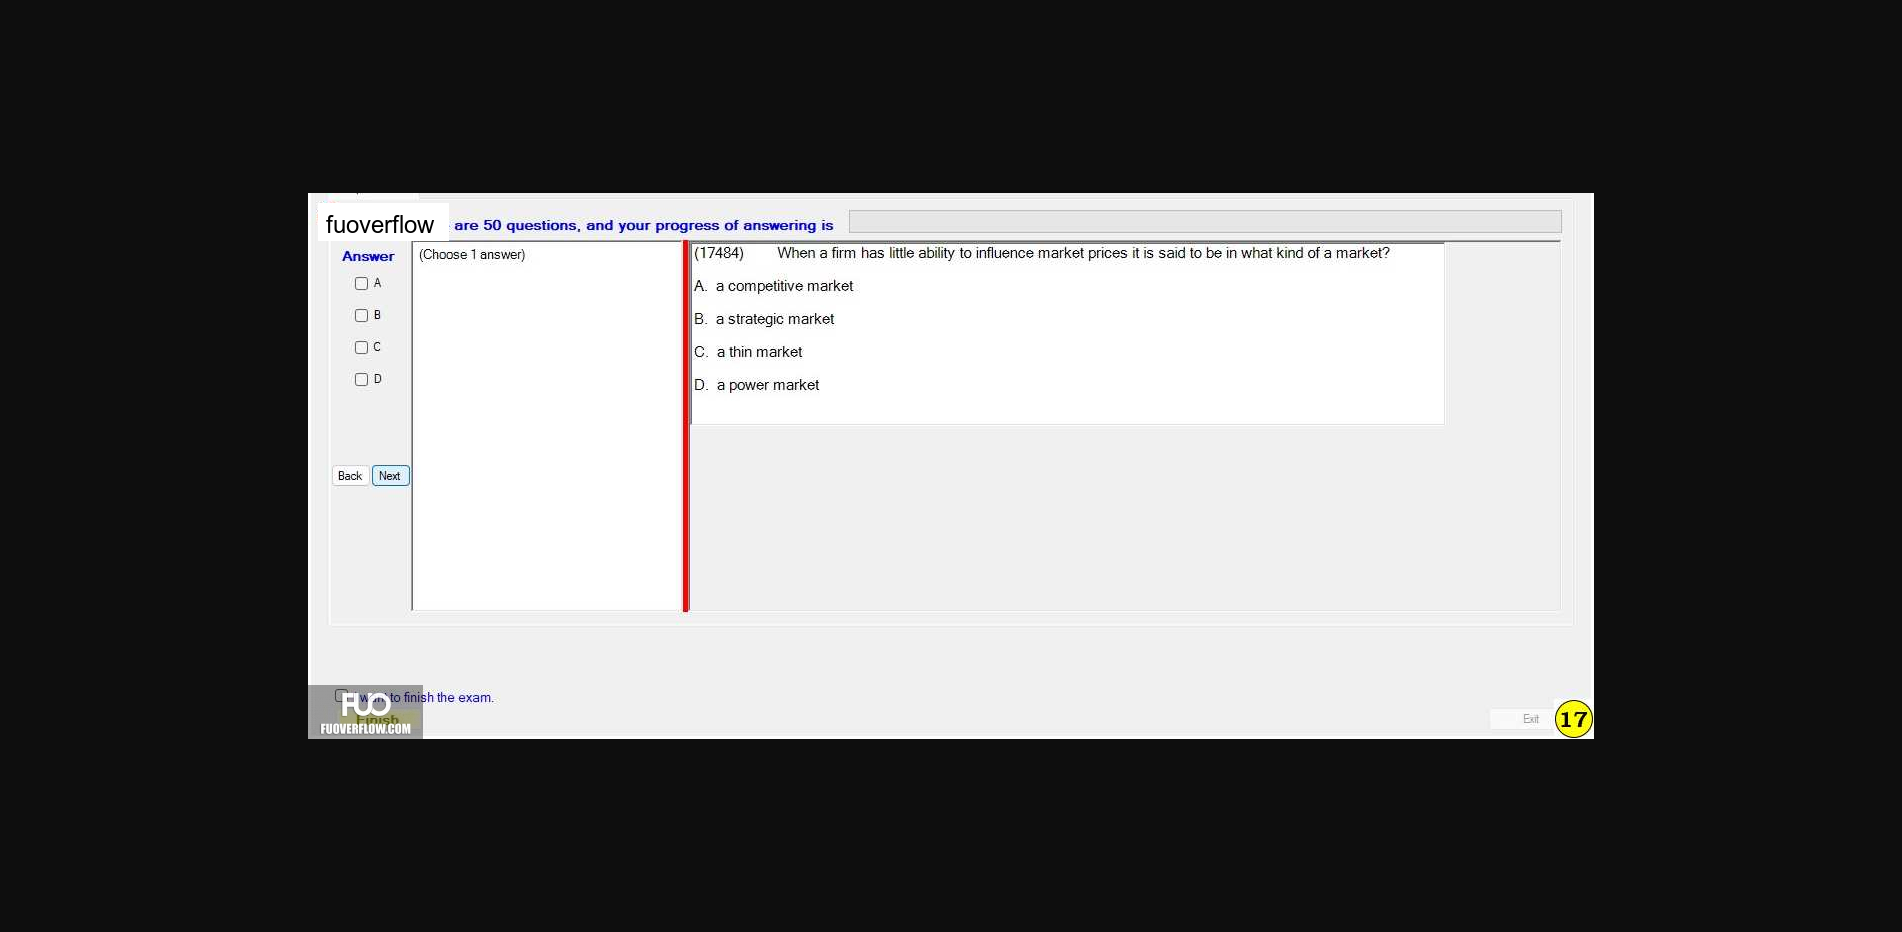 fuoverflow are 50 questions, and your progress of answering is
Answer
(Choose 1 answer)
A
B
C
D
Back Next
(17484) When a firm has little ability to influence market prices it is said to be in what kind of a market?
A. a competitive market
B. a strategic market
C. a thin market
D. a power market
I want to finish the exam.
Finish
FUO
FUOVERFLOW.COM
Exit
17